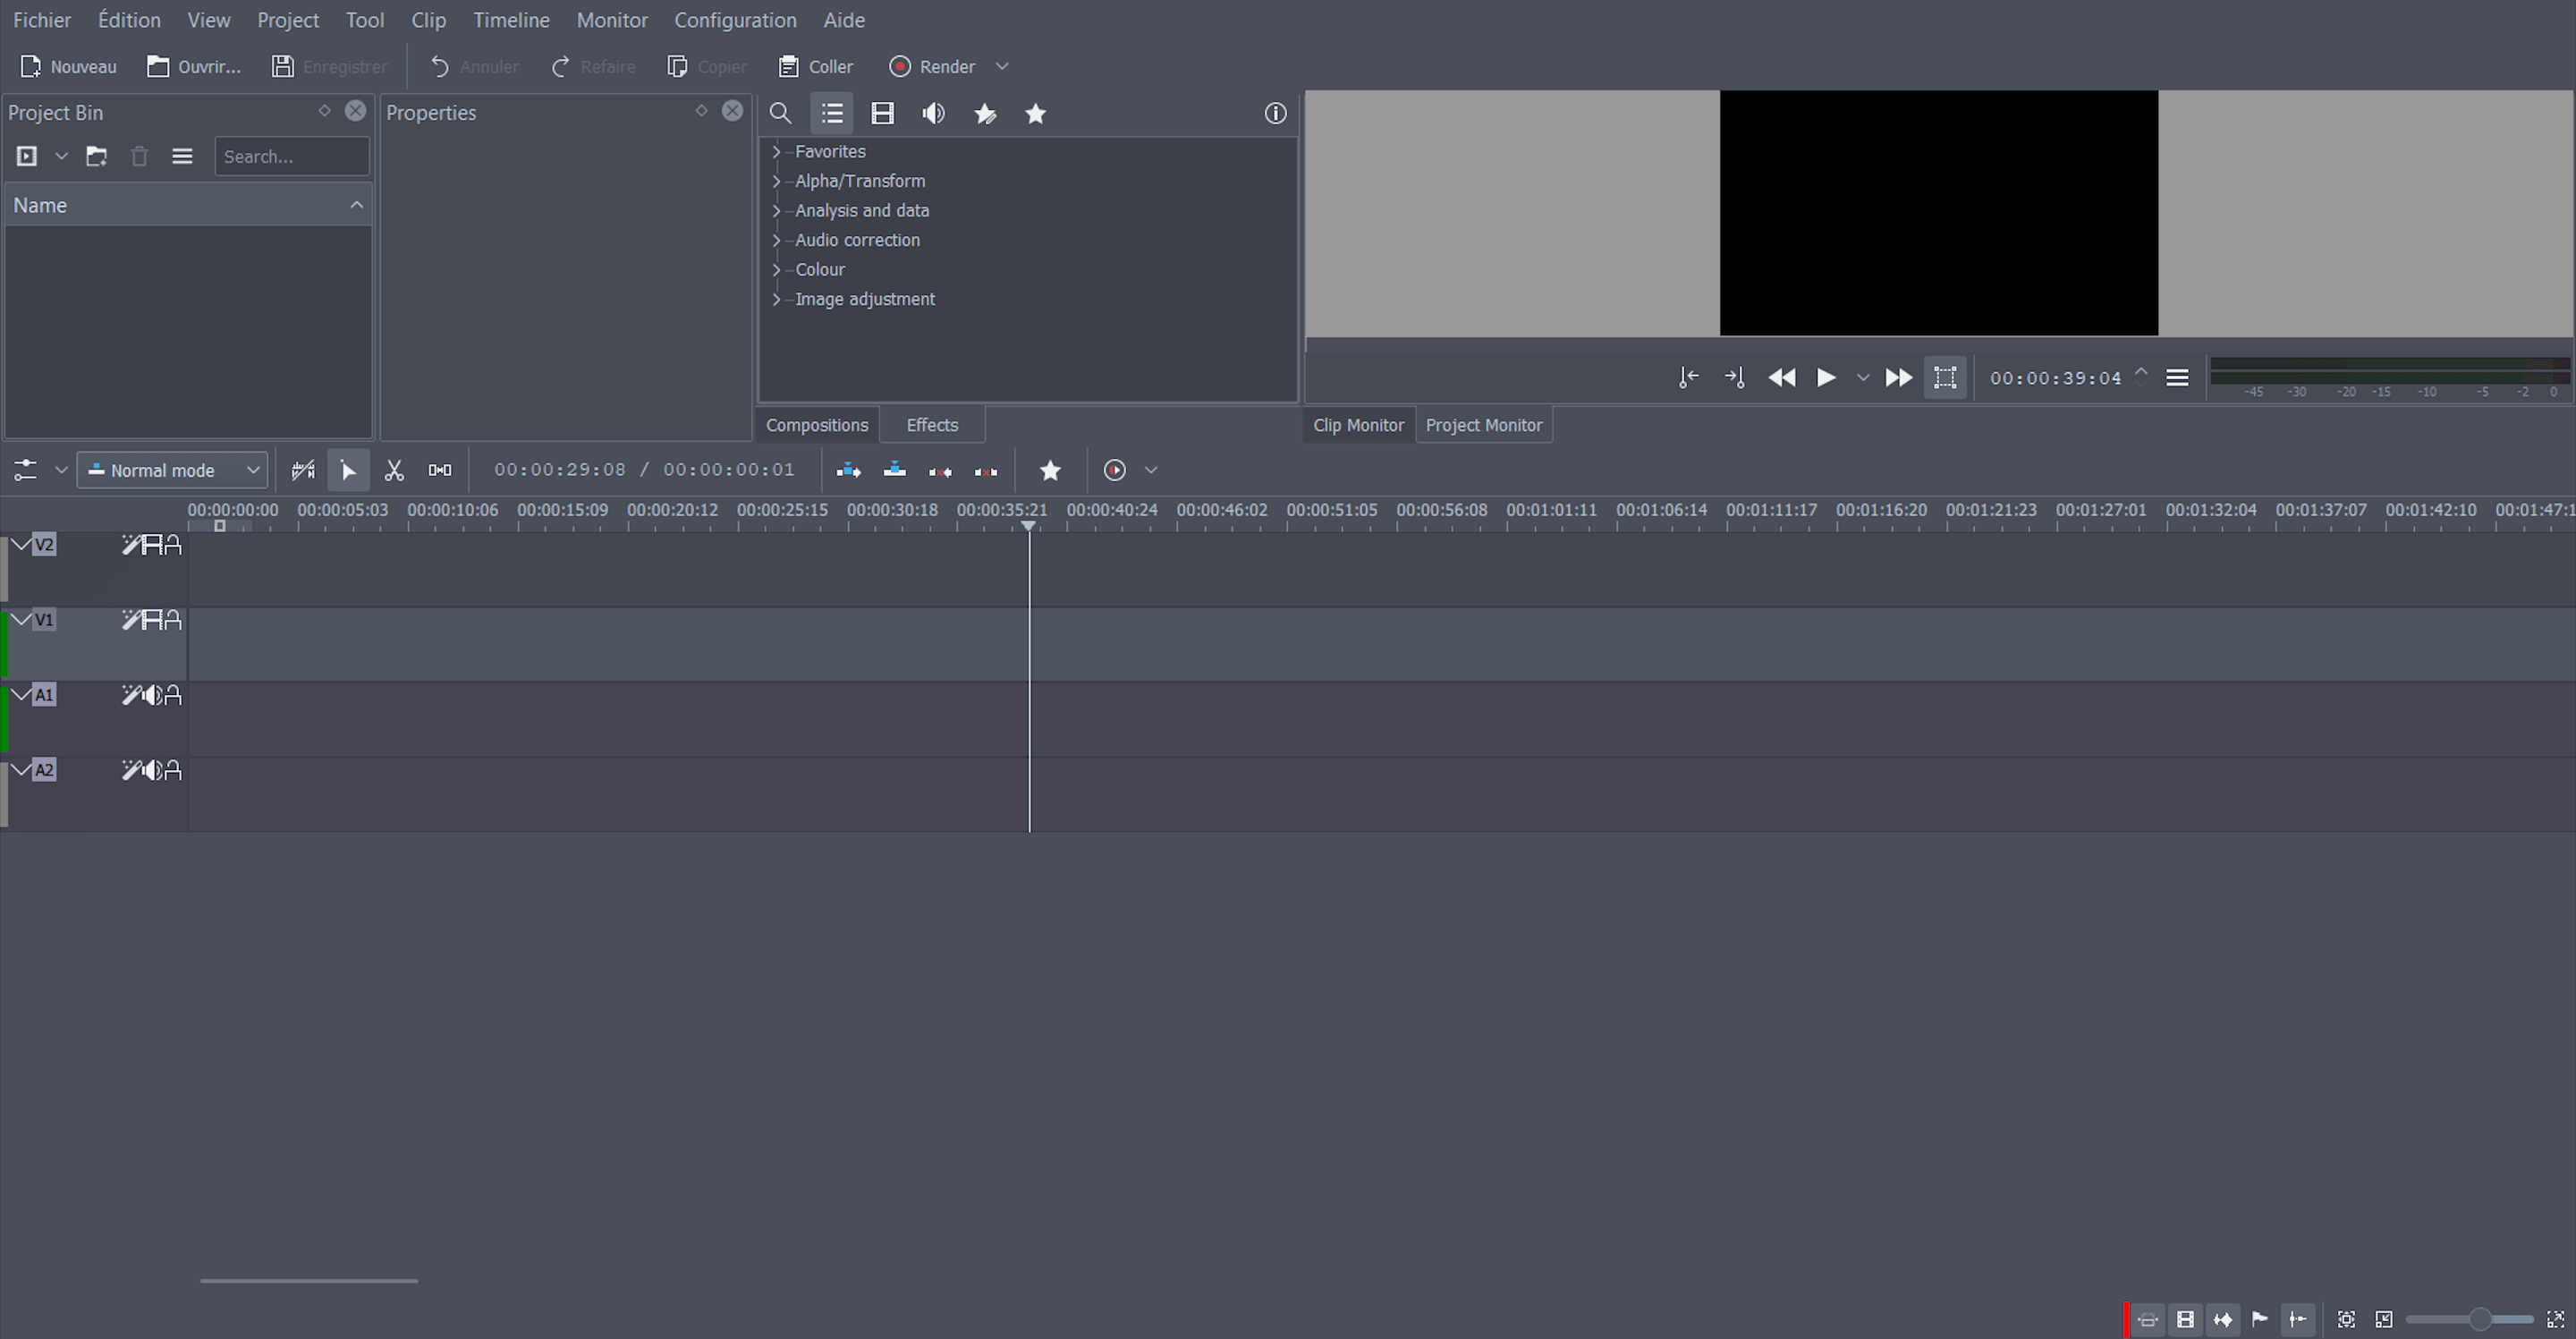 Fichier Édition View Project Tool Clip Timeline Monitor Configuration Aide
Nouveau Ouvrir... Enregistrer Annuler Refaire Copier Coller Render
Project Bin
Search...
Name
Properties
Favorites
Alpha/Transform
Analysis and data
Audio correction
Colour
Image adjustment
Compositions Effects
00:00:39:04
-45 -30 -20 -15 -10 -5 -2 0
Clip Monitor Project Monitor
Normal mode 00:00:29:08 / 00:00:00:01
00:00:00:00 00:00:05:03 00:00:10:06 00:00:15:09 00:00:20:12 00:00:25:15 00:00:30:18 00:00:35:21 00:00:40:24 00:00:46:02 00:00:51:05 00:00:56:08 00:01:01:11 00:01:06:14 00:01:11:17 00:01:16:20 00:01:21:23 00:01:27:01 00:01:32:04 00:01:37:07 00:01:42:10 00:01:47:1
V2
V1
A1
A2